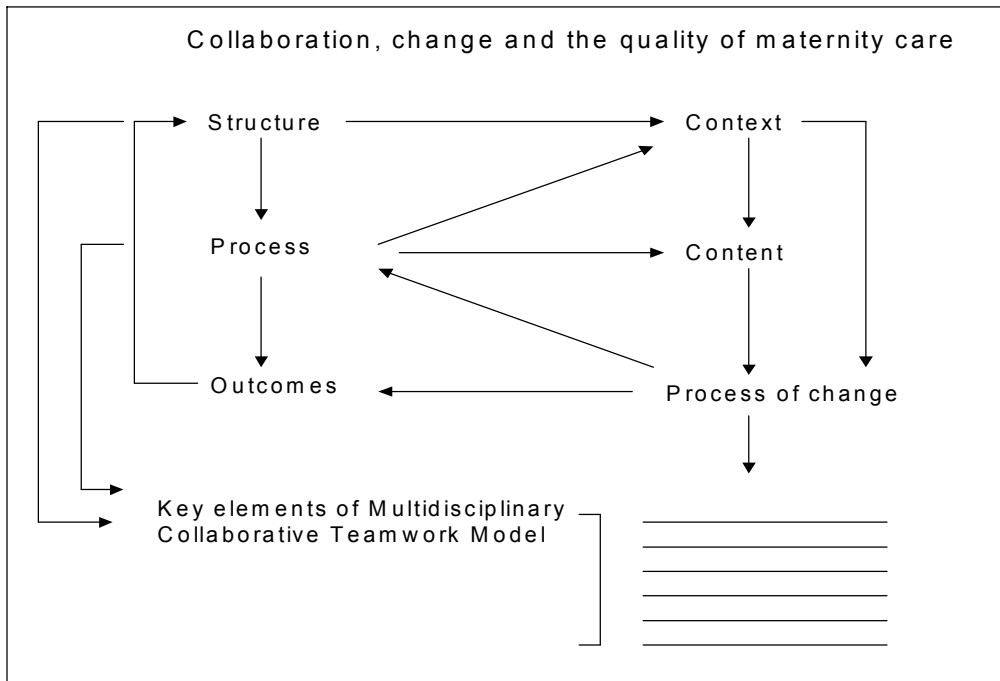 Collaboration, change and the quality of maternity care
Structure
Context
Process
Content
Outcomes
Process of change
Key elements of Multidisciplinary
Collaborative Teamwork Model